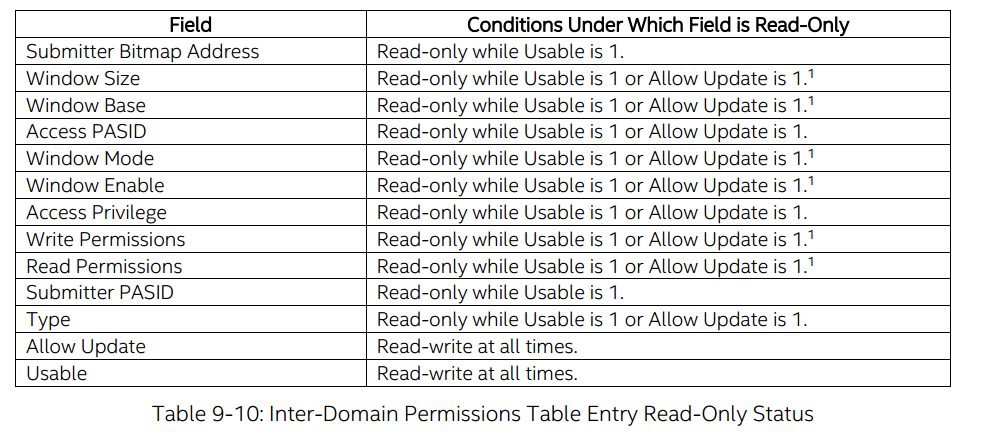 Field Conditions Under Which Field is Read-Only
Submitter Bitmap Address Read-only while Usable is 1.
Window Size Read-only while Usable is 1 or Allow Update is 1.¹
Window Base Read-only while Usable is 1 or Allow Update is 1.¹
Access PASID Read-only while Usable is 1 or Allow Update is 1.
Window Mode Read-only while Usable is 1 or Allow Update is 1.¹
Window Enable Read-only while Usable is 1 or Allow Update is 1.¹
Access Privilege Read-only while Usable is 1 or Allow Update is 1.
Write Permissions Read-only while Usable is 1 or Allow Update is 1.¹
Read Permissions Read-only while Usable is 1 or Allow Update is 1.¹
Submitter PASID Read-only while Usable is 1.
Type Read-only while Usable is 1 or Allow Update is 1.
Allow Update Read-write at all times.
Usable Read-write at all times.
Table 9-10: Inter-Domain Permissions Table Entry Read-Only Status